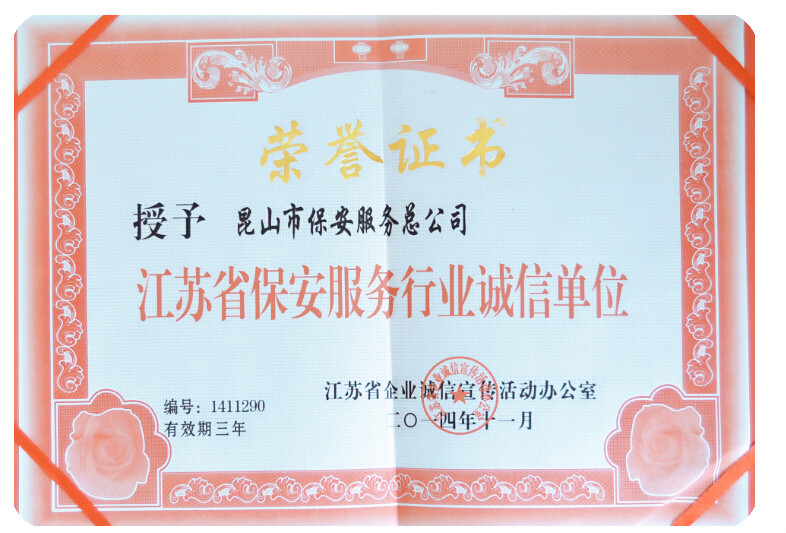 荣誉证书
授予 昆山市保安服务总公司
江苏省保安服务行业诚信单位
江苏省企业诚信宣传活动办公室
二〇一四年十一月
编号：1411290
有效期三年